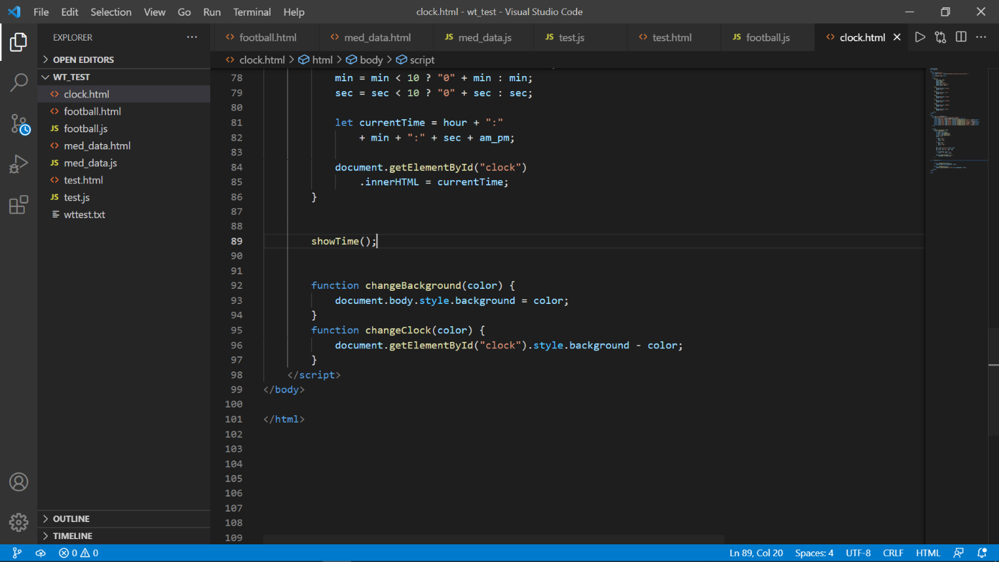 File Edit Selection View Go Run Terminal Help
clock.html - wt_test - Visual Studio Code
EXPLORER
football.html
med_data.html
JS med_data.js
JS test.js
test.html
JS football.js
clock.html
OPEN EDITORS
WT_TEST
clock.html
football.html
JS football.js
med_data.html
JS med_data.js
test.html
JS test.js
wttest.txt
OUTLINE
TIMELINE
clock.html > html > body > script
78 min = min < 10 ? "0" + min : min;
79 sec = sec < 10 ? "0" + sec : sec;
80
81 let currentTime = hour + ":"
82 + min + ":" + sec + am_pm;
83
84 document.getElementById("clock")
85 .innerHTML = currentTime;
86 }
87
88
89 showTime();
90
91
92 function changeBackground(color) {
93 document.body.style.background = color;
94 }
95 function changeClock(color) {
96 document.getElementById("clock").style.background - color;
97 }
98 </script>
99 </body>
100
101 </html>
102
103
104
105
106
107
108
109
0 0
Ln 89, Col 20 Spaces: 4 UTF-8 CRLF HTML